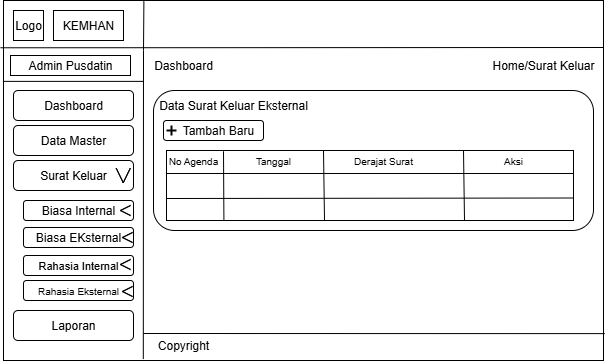 Logo
KEMHAN
Admin Pusdatin
Dashboard
Home/Surat Keluar
Dashboard
Data Master
Surat Keluar
Biasa Internal
Biasa EKsternal
Rahasia Internal
Rahasia Eksternal
Laporan
Data Surat Keluar Eksternal
+ Tambah Baru
No Agenda Tanggal Derajat Surat Aksi
Copyright